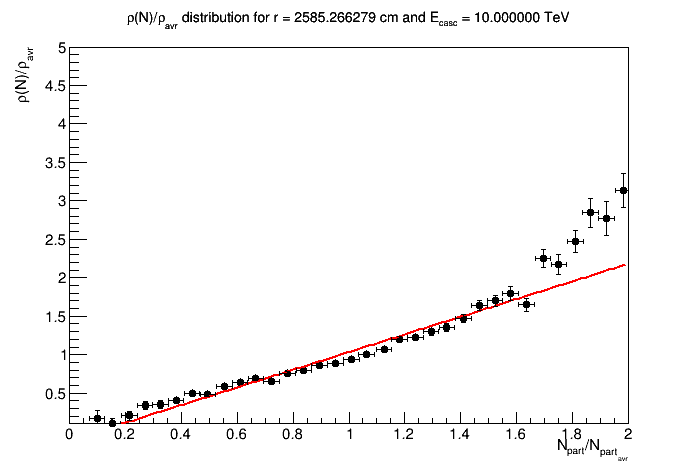 ρ(N)/ρavr distribution for r = 2585.266279 cm and Ecasc = 10.000000 TeV
ρ(N)/ρavr
5
4.5
4
3.5
3
2.5
2
1.5
1
0.5
0 0.2 0.4 0.6 0.8 1 1.2 1.4 1.6 1.8 2
Npart/Npartavr